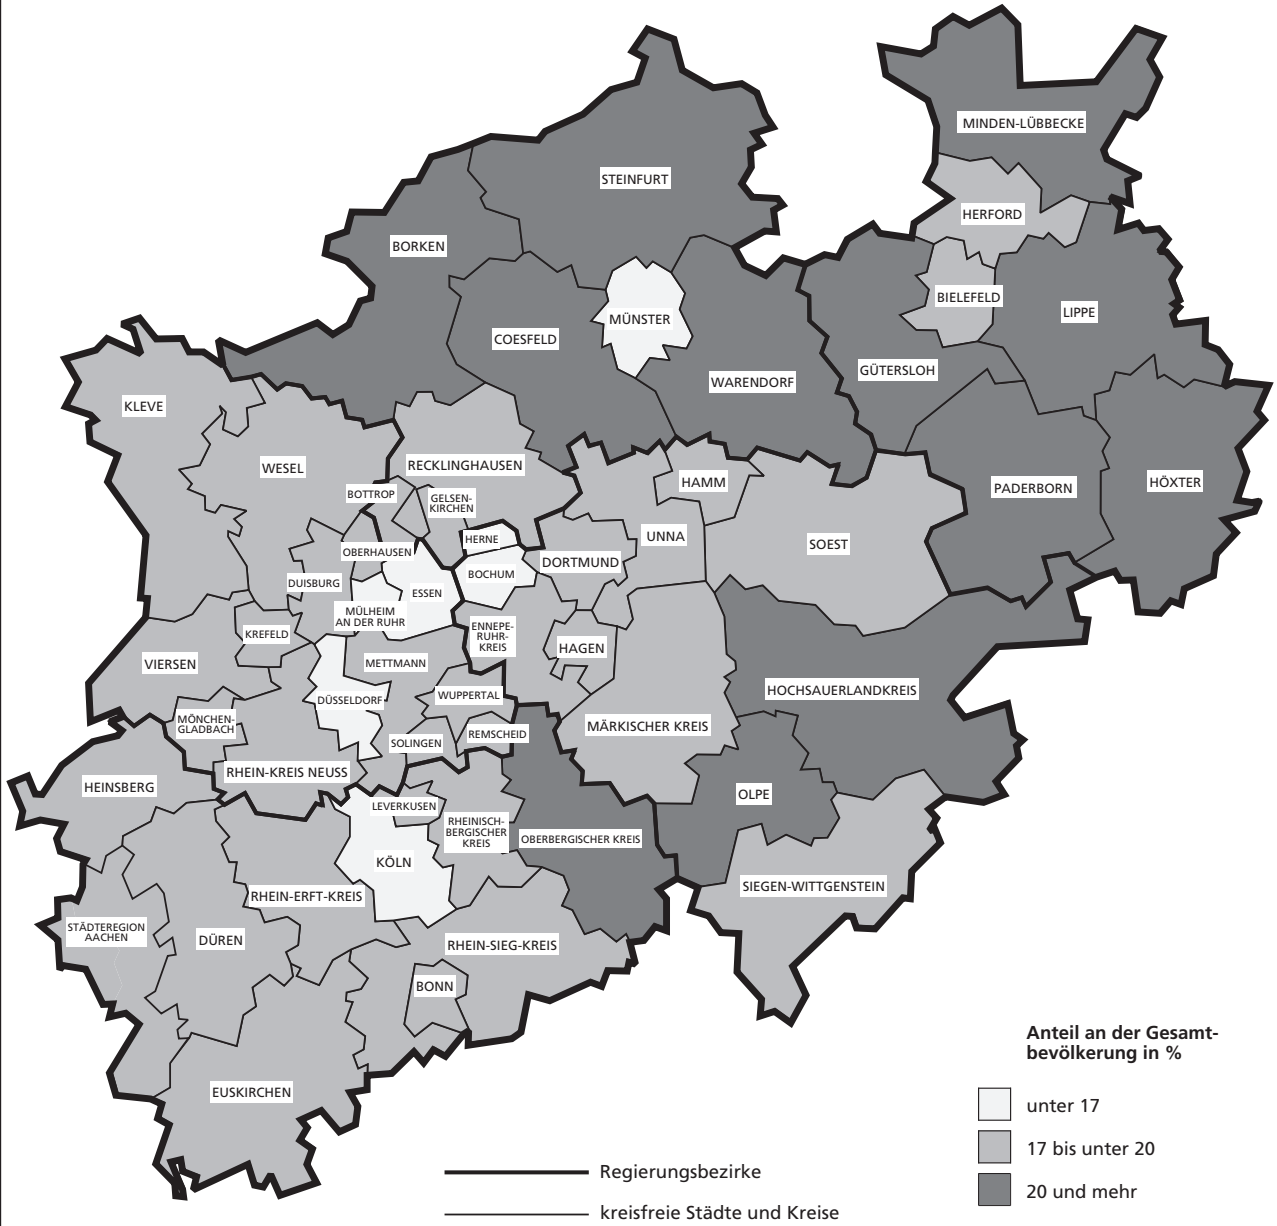 MINDEN-LÜBBECKE
STEINFURT
HERFORD
BORKEN
BIELEFELD
LIPPE
MÜNSTER
COESFELD
GÜTERSLOH
WARENDORF
KLEVE
RECKLINGHAUSEN
WESEL
HAMM
HÖXTER
PADERBORN
BOTTROP
GELSEN-
KIRCHEN
UNNA
HERNE
SOEST
OBERHAUSEN
DORTMUND
BOCHUM
DUISBURG
ESSEN
MÜLHEIM
AN DER RUHR
KREFELD
ENNEPE-
RUHR-
KREIS
HAGEN
VIERSEN
METTMANN
HOCHSAUERLANDKREIS
WUPPERTAL
DÜSSELDORF
MÖNCHEN-
GLADBACH
MÄRKISCHER KREIS
REMSCHEID
SOLINGEN
RHEIN-KREIS NEUSS
HEINSBERG
OLPE
LEVERKUSEN
RHEINISCH-
BERGISCHER
KREIS
OBERBERGISCHER KREIS
KÖLN
SIEGEN-WITTGENSTEIN
RHEIN-ERFT-KREIS
STÄDTEREGION
AACHEN
DÜREN
RHEIN-SIEG-KREIS
BONN
EUSKIRCHEN
Anteil an der Gesamt-
bevölkerung in %
unter 17
17 bis unter 20
20 und mehr
Regierungsbezirke
kreisfreie Städte und Kreise